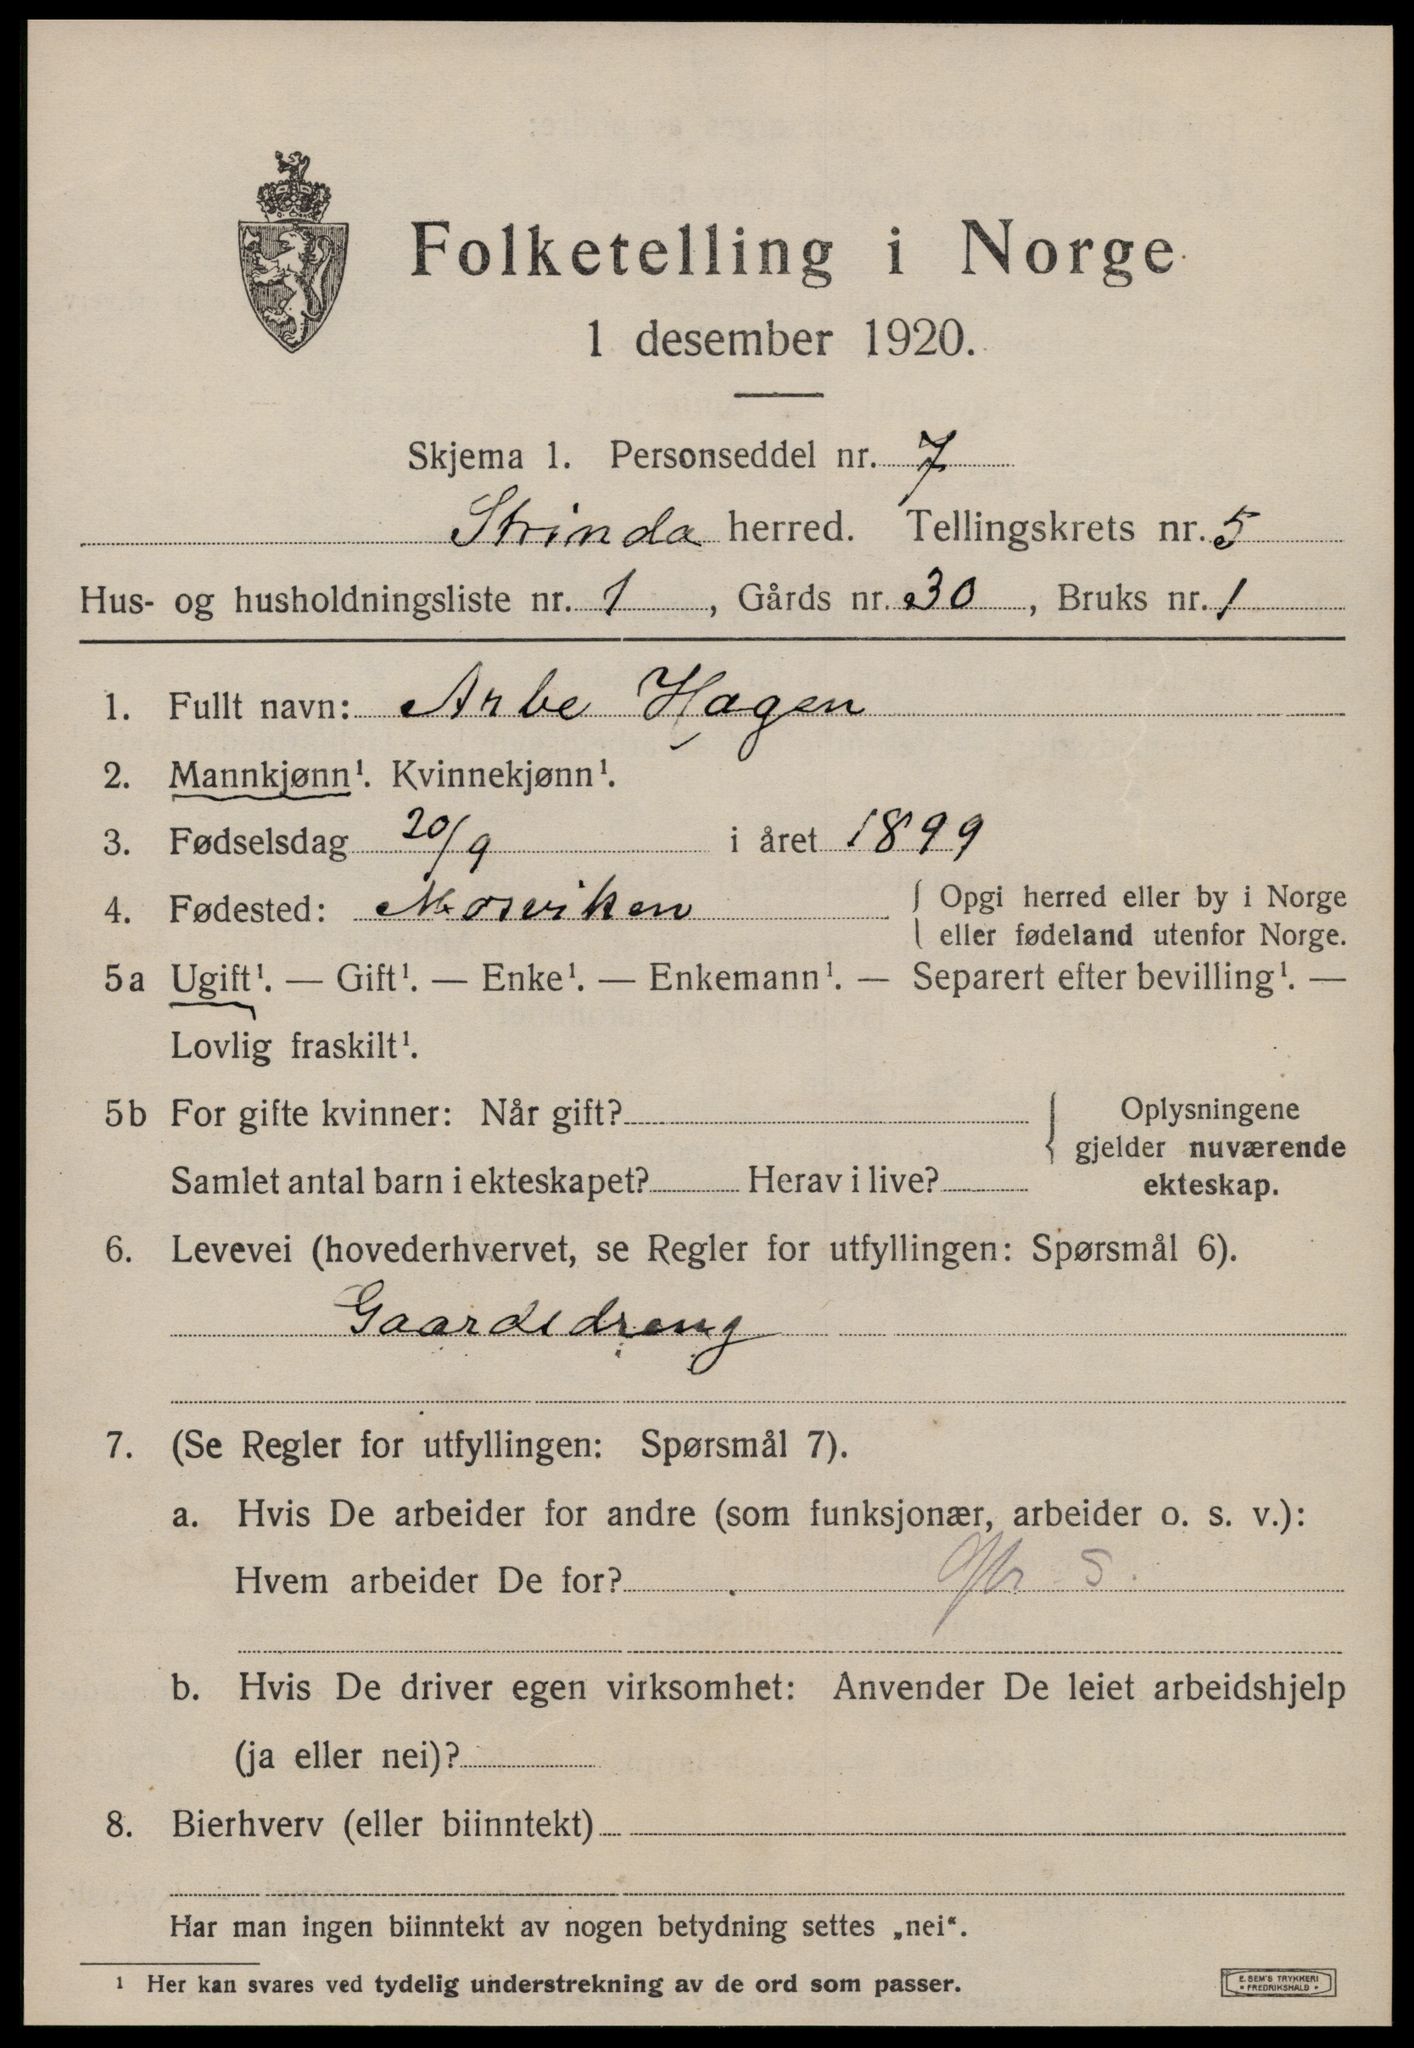 Folketelling i Norge
1 desember 1920.
Skjema 1. Personseddel nr. 7
Strinda herred. Tellingskrets nr. 5
Hus- og husholdningsliste nr. 1, Gårds nr. 30, Bruks nr. 1
1. Fullt navn: Arbe Hagen
2. Mannkjønn¹. Kvinnekjønn¹.
3. Fødselsdag 20/9 i året 1899
4. Fødested: Mosviken { Opgi herred eller by i Norge
eller fødeland utenfor Norge.
5a Ugift¹. — Gift¹. — Enke¹. — Enkemann¹. — Separert efter bevilling¹. —
Lovlig fraskilt¹.
5b For gifte kvinner: Når gift? { Oplysningene
gjelder nuværende
Samlet antal barn i ekteskapet? Herav i live? ekteskap.
6. Levevei (hovederhvervet, se Regler for utfyllingen: Spørsmål 6).
Gaardsdreng
7. (Se Regler for utfyllingen: Spørsmål 7).
a. Hvis De arbeider for andre (som funksjonær, arbeider o. s. v.):
Hvem arbeider De for? S.
b. Hvis De driver egen virksomhet: Anvender De leiet arbeidshjelp
(ja eller nei)?
8. Bierhverv (eller biinntekt)
Har man ingen biinntekt av nogen betydning settes „nei“.
¹ Her kan svares ved tydelig understrekning av de ord som passer.
E. SEM'S TRYKKERI
• FREDRIKSHALD •